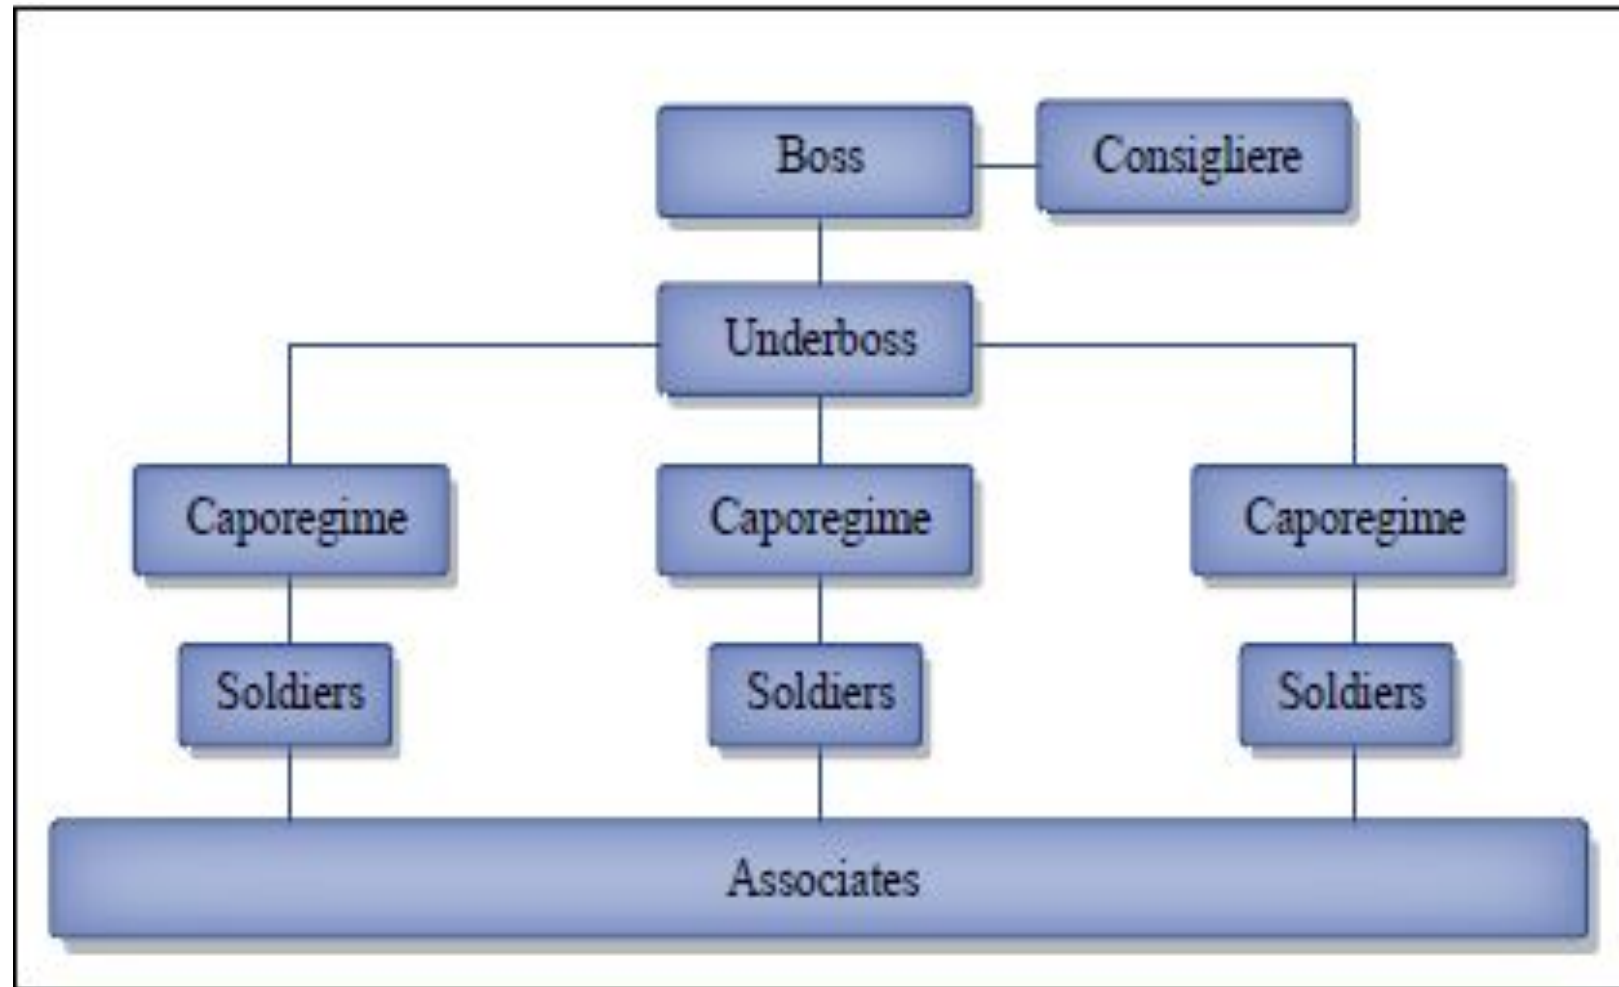 Boss
Consigliere
Underboss
Caporegime
Caporegime
Caporegime
Soldiers
Soldiers
Soldiers
Associates